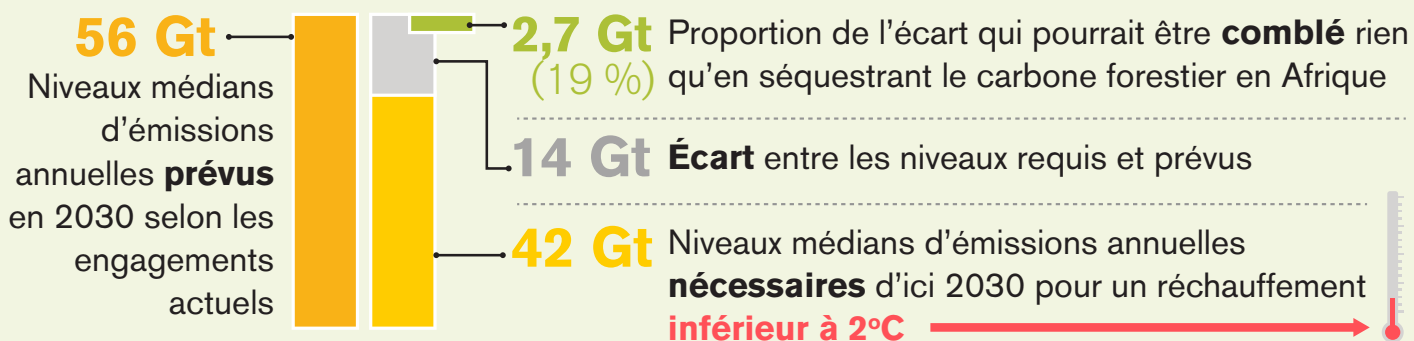 56 Gt
Niveaux médians
d’émissions
annuelles prévus
en 2030 selon les
engagements
actuels
2,7 Gt
(19 %)
Proportion de l’écart qui pourrait être comblé rien
qu’en séquestrant le carbone forestier en Afrique
14 Gt
Écart entre les niveaux requis et prévus
42 Gt
Niveaux médians d’émissions annuelles
nécessaires d’ici 2030 pour un réchauffement
inférieur à 2°C